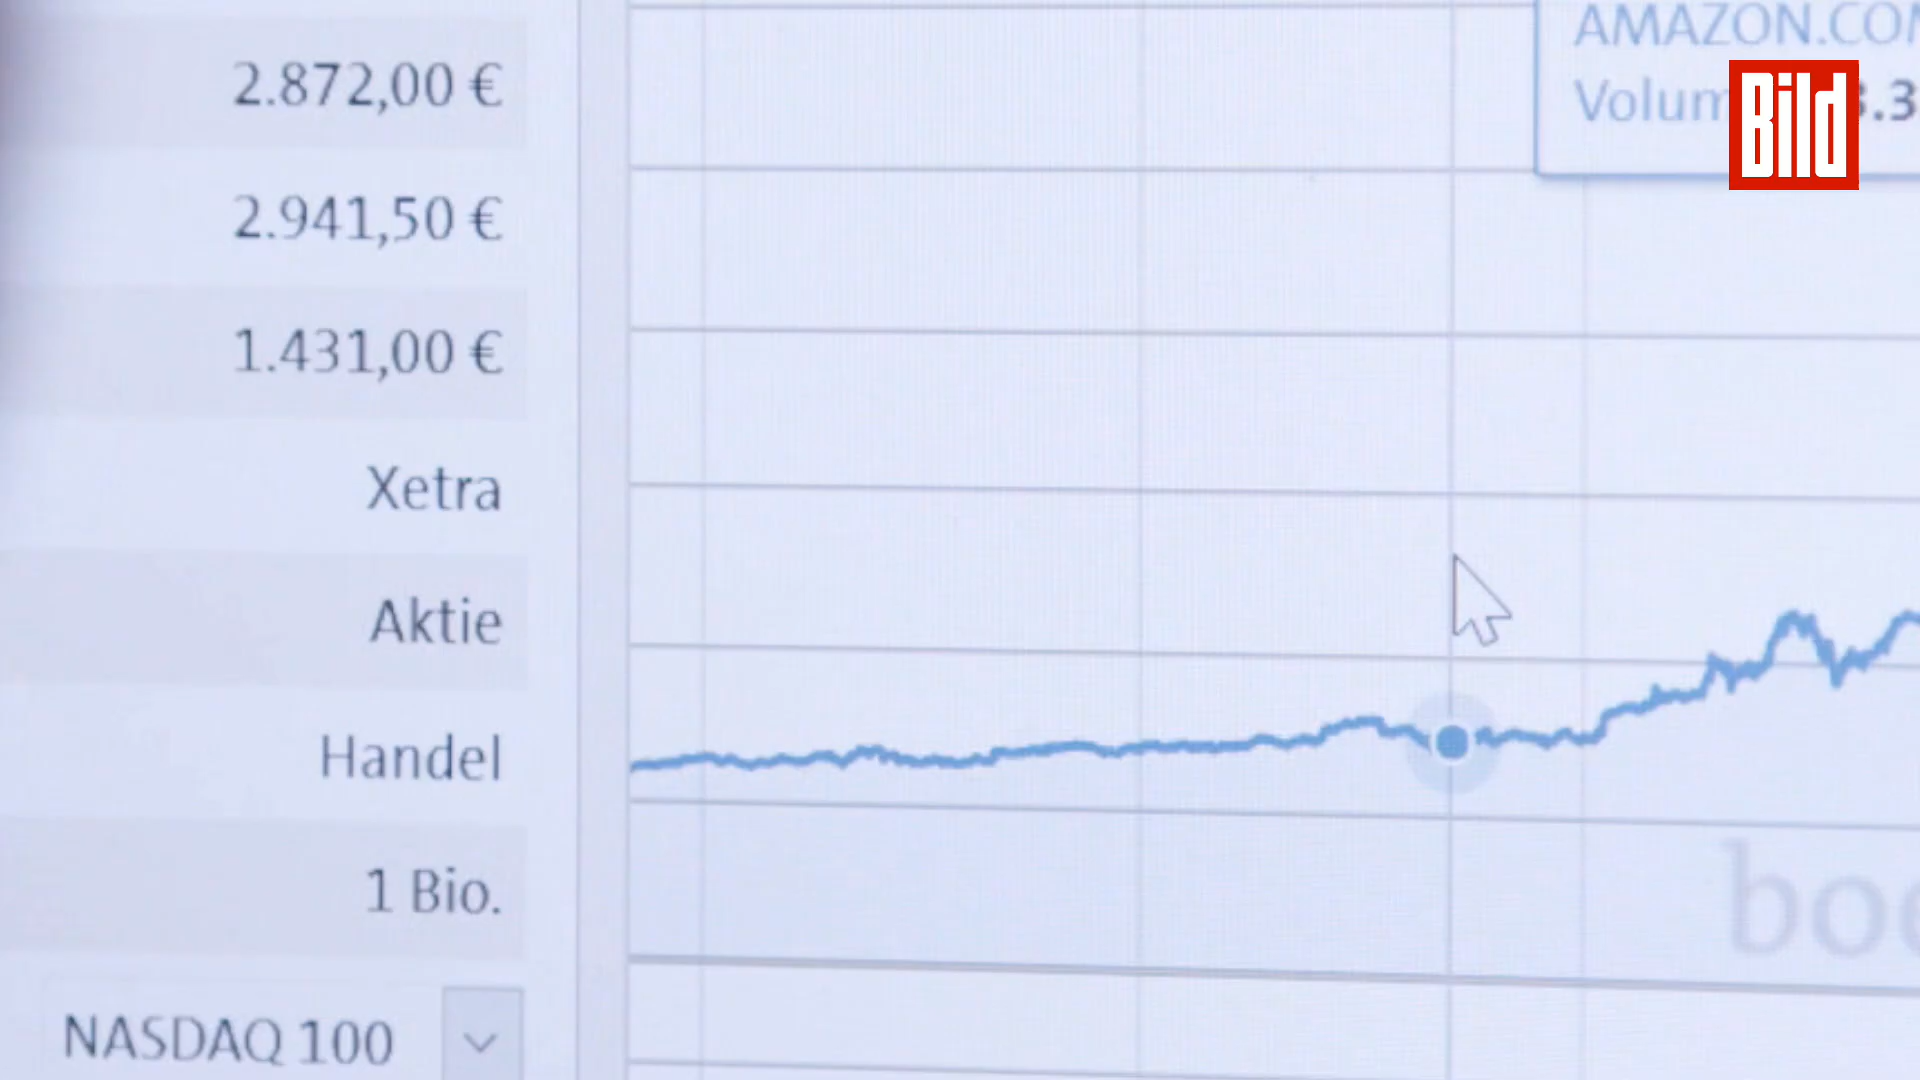 2.872,00 €
2.941,50 €
1.431,00 €
Xetra
Aktie
Handel
1 Bio.
NASDAQ 100
AMAZON.COM
Bild